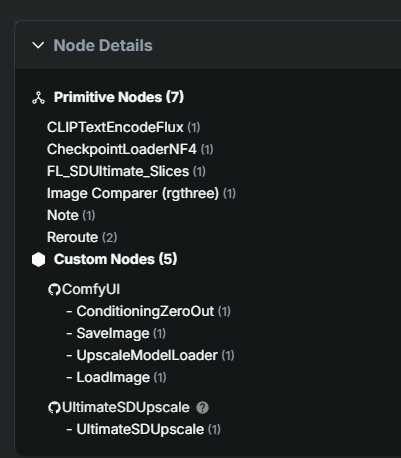 Node Details
Primitive Nodes (7)
CLIPTextEncodeFlux (1)
CheckpointLoaderNF4 (1)
FL_SDUltimate_Slices (1)
Image Comparer (rgthree) (1)
Note (1)
Reroute (2)
Custom Nodes (5)
ComfyUI
- ConditioningZeroOut (1)
- SaveImage (1)
- UpscaleModelLoader (1)
- LoadImage (1)
UltimateSDUpscale ?
- UltimateSDUpscale (1)